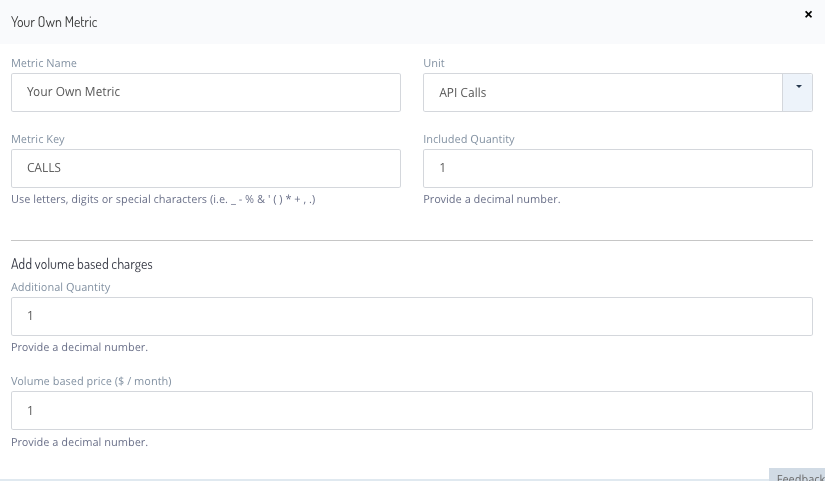 Your Own Metric
×
Metric Name
Unit
Your Own Metric
API Calls
Metric Key
Included Quantity
CALLS
1
Use letters, digits or special characters (i.e. _ - % & ' ( ) * + , .)
Provide a decimal number.
Add volume based charges
Additional Quantity
1
Provide a decimal number.
Volume based price ($ / month)
1
Provide a decimal number.
Feedback